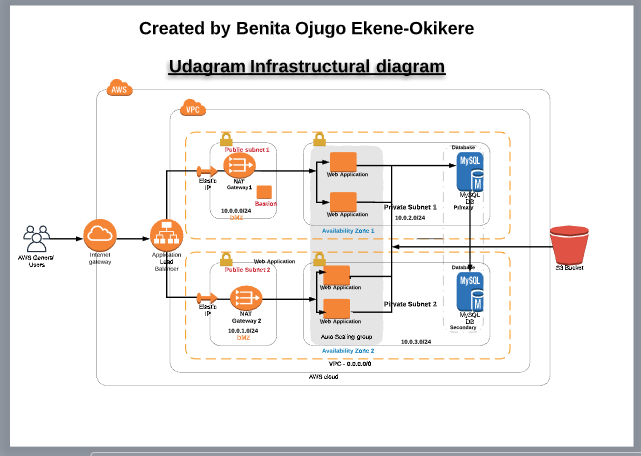 Created by Benita Ojugo Ekene-Okikere
Udagram Infrastructural diagram
AWS
VPC
Public subnet 1
NAT
Gateway1
Elastic
IP
Bastion
10.0.0.0/24
DMZ
Web Application
Web Application
Private Subnet 1
10.0.2.0/24
Database
MySQL
MySQL
DB
Primary
Availability Zone 1
AWS General
Users
Internet
gateway
Application
Load
Balancer
S3 Bucket
Public Subnet 2
Web Application
Elastic
IP
NAT
Gateway 2
10.0.1.0/24
DMZ
Web Application
Web Application
Private Subnet 2
Auto Scaling group
10.0.3.0/24
Database
MySQL
MySQL
DB
Secondary
Availability Zone 2
VPC - 0.0.0.0/0
AWS cloud